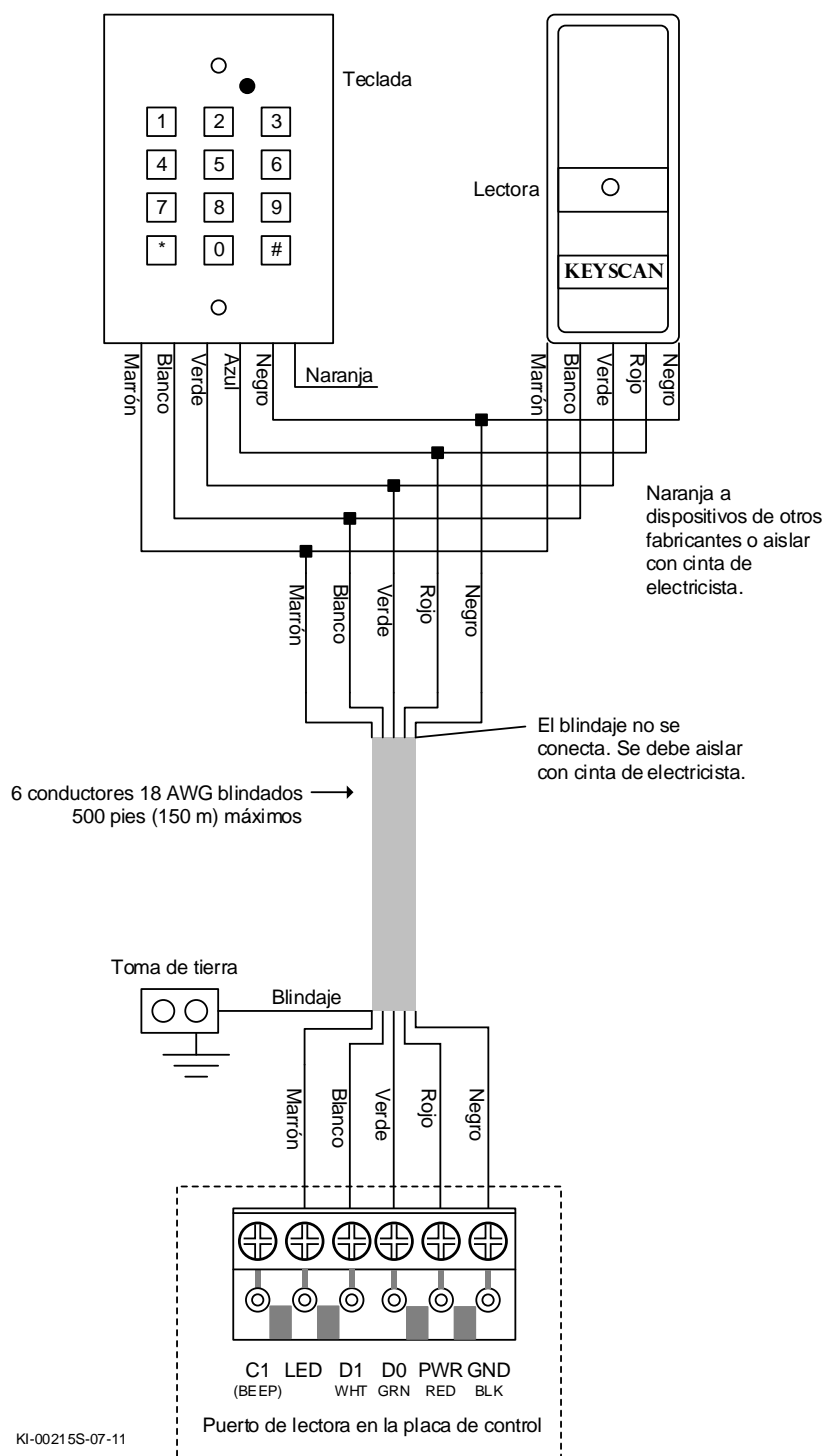 Teclada
1 2 3
4 5 6
7 8 9
* 0 #
Lectora
KEYSCAN
Marrón
Blanco
Verde
Azul
Negro
Naranja
Marrón
Blanco
Verde
Rojo
Negro
Naranja a
dispositivos de otros
fabricantes o aislar
con cinta de
electricista.
Marrón
Blanco
Verde
Rojo
Negro
El blindaje no se
conecta. Se debe aislar
con cinta de electricista.
6 conductores 18 AWG blindados
500 pies (150 m) máximos
Toma de tierra
Blindaje
Marrón
Blanco
Verde
Rojo
Negro
C1 LED D1 D0 PWR GND
(BEEP) WHT GRN RED BLK
Puerto de lectora en la placa de control
KI-00215S-07-11